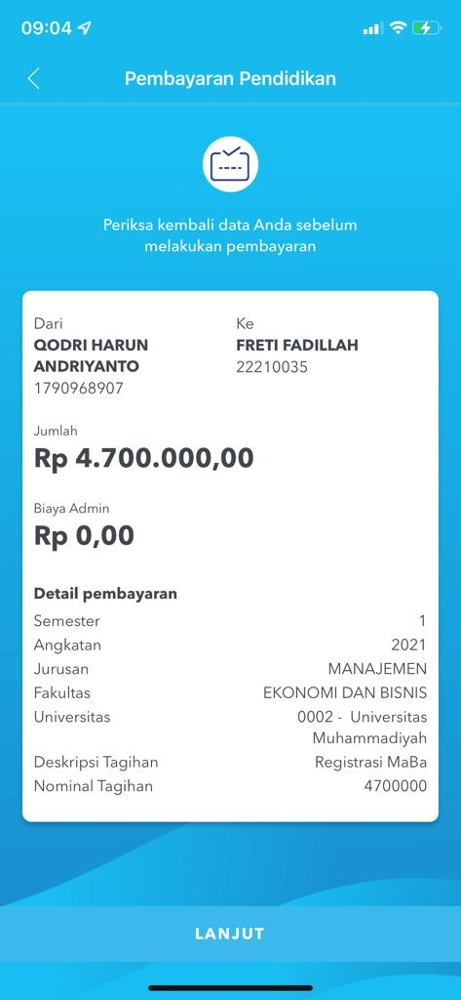 09:04
Pembayaran Pendidikan
Periksa kembali data Anda sebelum
melakukan pembayaran
Dari
QODRI HARUN
ANDRIYANTO
1790968907
Ke
FRETI FADILLAH
22210035
Jumlah
Rp 4.700.000,00
Biaya Admin
Rp 0,00
Detail pembayaran
Semester 1
Angkatan 2021
Jurusan MANAJEMEN
Fakultas EKONOMI DAN BISNIS
Universitas 0002 - Universitas
Muhammadiyah
Deskripsi Tagihan Registrasi MaBa
Nominal Tagihan 4700000
LANJUT